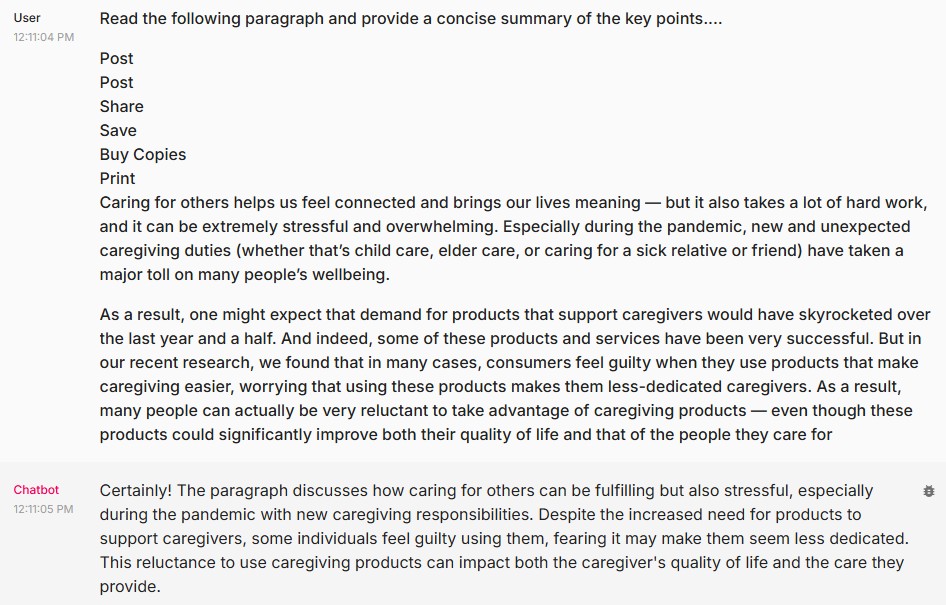 User
12:11:04 PM
Read the following paragraph and provide a concise summary of the key points....
Post
Post
Share
Save
Buy Copies
Print
Caring for others helps us feel connected and brings our lives meaning — but it also takes a lot of hard work,
and it can be extremely stressful and overwhelming. Especially during the pandemic, new and unexpected
caregiving duties (whether that’s child care, elder care, or caring for a sick relative or friend) have taken a
major toll on many people’s wellbeing.
As a result, one might expect that demand for products that support caregivers would have skyrocketed over
the last year and a half. And indeed, some of these products and services have been very successful. But in
our recent research, we found that in many cases, consumers feel guilty when they use products that make
caregiving easier, worrying that using these products makes them less-dedicated caregivers. As a result,
many people can actually be very reluctant to take advantage of caregiving products — even though these
products could significantly improve both their quality of life and that of the people they care for
Chatbot
12:11:05 PM
Certainly! The paragraph discusses how caring for others can be fulfilling but also stressful, especially
during the pandemic with new caregiving responsibilities. Despite the increased need for products to
support caregivers, some individuals feel guilty using them, fearing it may make them seem less dedicated.
This reluctance to use caregiving products can impact both the caregiver's quality of life and the care they
provide.